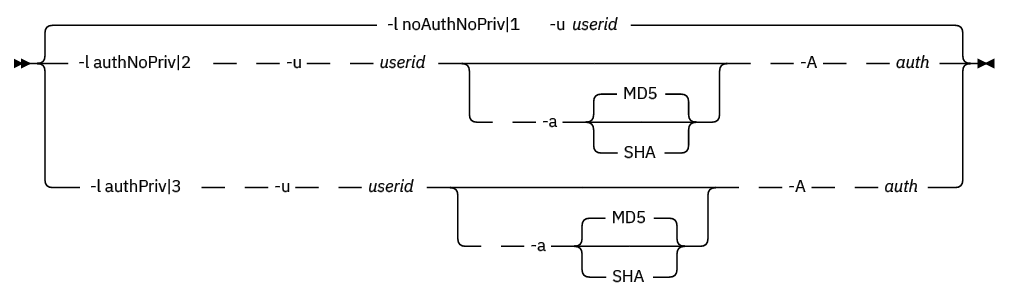 -l noAuthNoPriv|1 -u userid
-l authNoPriv|2 -u userid -A auth
MD5
-a
SHA
-l authPriv|3 -u userid -A auth
MD5
-a
SHA